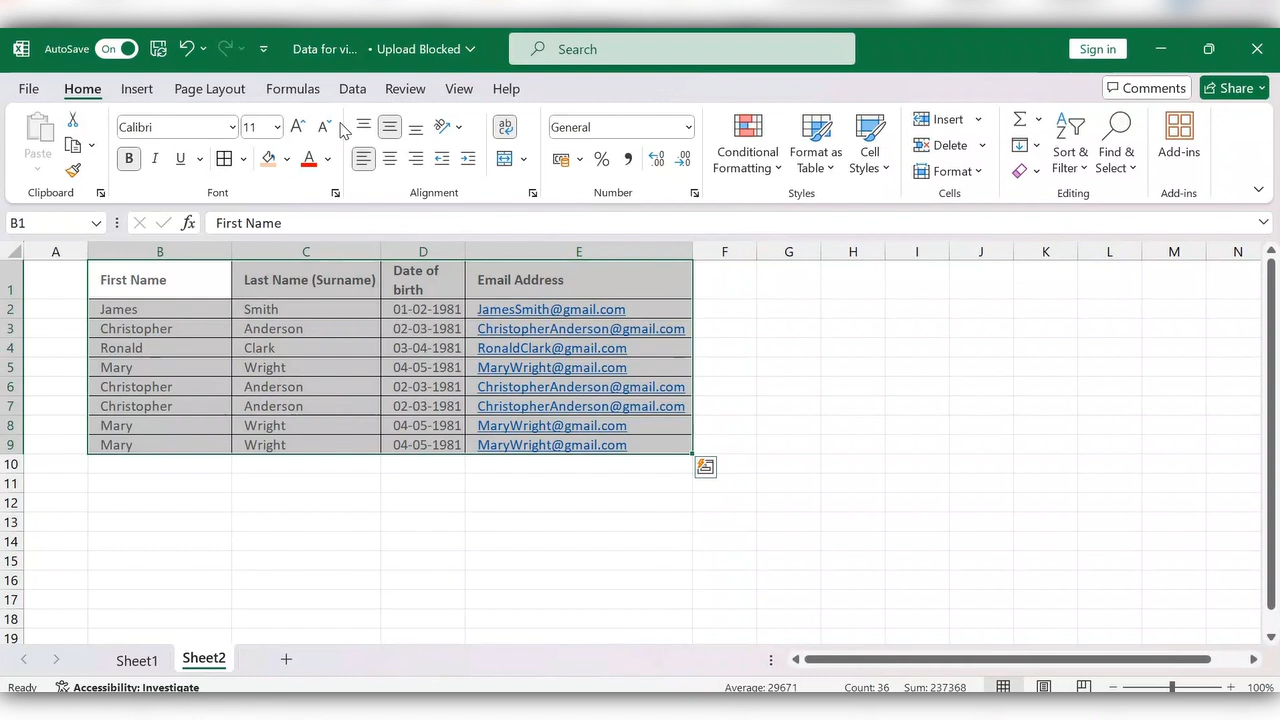 AutoSave On Data for vi... • Upload Blocked Search Sign in
File Home Insert Page Layout Formulas Data Review View Help Comments Share
Paste Calibri 11 General Conditional Formatting Format as Table Cell Styles Insert Delete Format Sort & Filter Find & Select Add-ins
Clipboard Font Alignment Number Styles Cells Editing Add-ins
B1 fx First Name
A B C D E F G H I J K L M N
1 First Name Last Name (Surname) Date of birth Email Address
2 James Smith 01-02-1981 JamesSmith@gmail.com
3 Christopher Anderson 02-03-1981 ChristopherAnderson@gmail.com
4 Ronald Clark 03-04-1981 RonaldClark@gmail.com
5 Mary Wright 04-05-1981 MaryWright@gmail.com
6 Christopher Anderson 02-03-1981 ChristopherAnderson@gmail.com
7 Christopher Anderson 02-03-1981 ChristopherAnderson@gmail.com
8 Mary Wright 04-05-1981 MaryWright@gmail.com
9 Mary Wright 04-05-1981 MaryWright@gmail.com
10
11
12
13
14
15
16
17
18
19
Sheet1 Sheet2
Ready Accessibility: Investigate Average: 29671 Count: 36 Sum: 237368 100%